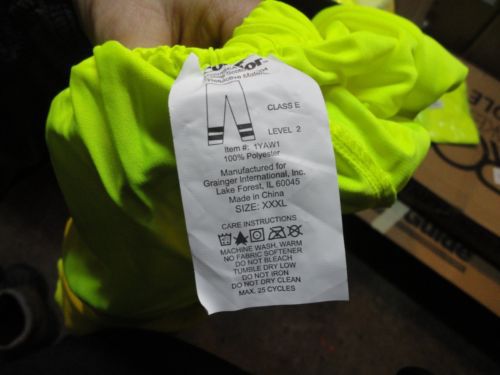 CLASS E
LEVEL 2
Item #: 1YAW1
100% Polyester
Manufactured for
Grainger International, Inc.
Lake Forest, IL 60045
Made in China
SIZE: XXXL
CARE INSTRUCTIONS
MACHINE WASH, WARM
NO FABRIC SOFTENER
DO NOT BLEACH
TUMBLE DRY LOW
DO NOT IRON
DO NOT DRY CLEAN
MAX. 25 CYCLES
Guide